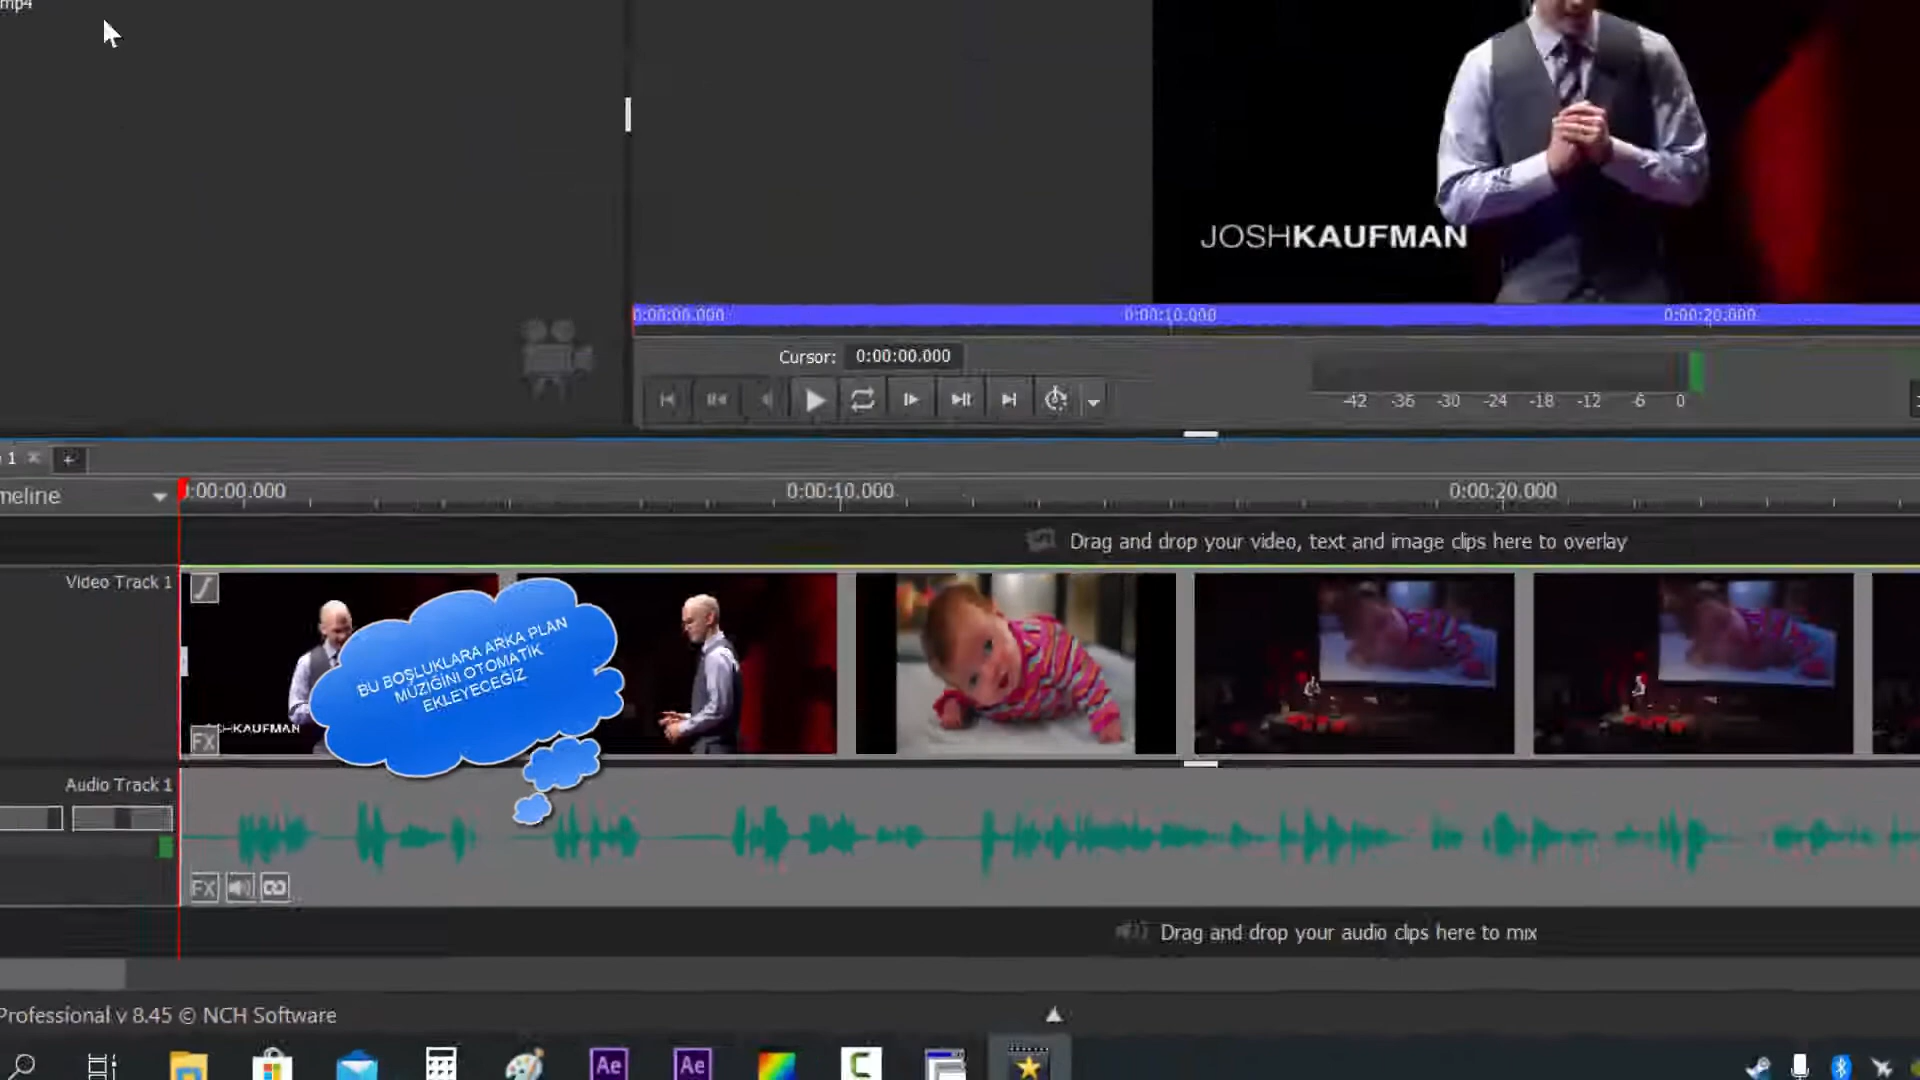 mp4
JOSHKAUFMAN
0:00:00.000 0:00:10.000 0:00:20.000
Cursor: 0:00:00.000
-42 -36 -30 -24 -18 -12 -6 0
1
meline
0:00:00.000 0:00:10.000 0:00:20.000
Drag and drop your video, text and image clips here to overlay
Video Track 1
BU BOŞLUKLARA ARKA PLAN
MÜZİĞİNİ OTOMATİK
EKLEYECEĞİZ
KAUFMAN
FX
Audio Track 1
FX
Drag and drop your audio clips here to mix
Professional v 8.45 © NCH Software
Ae Ae